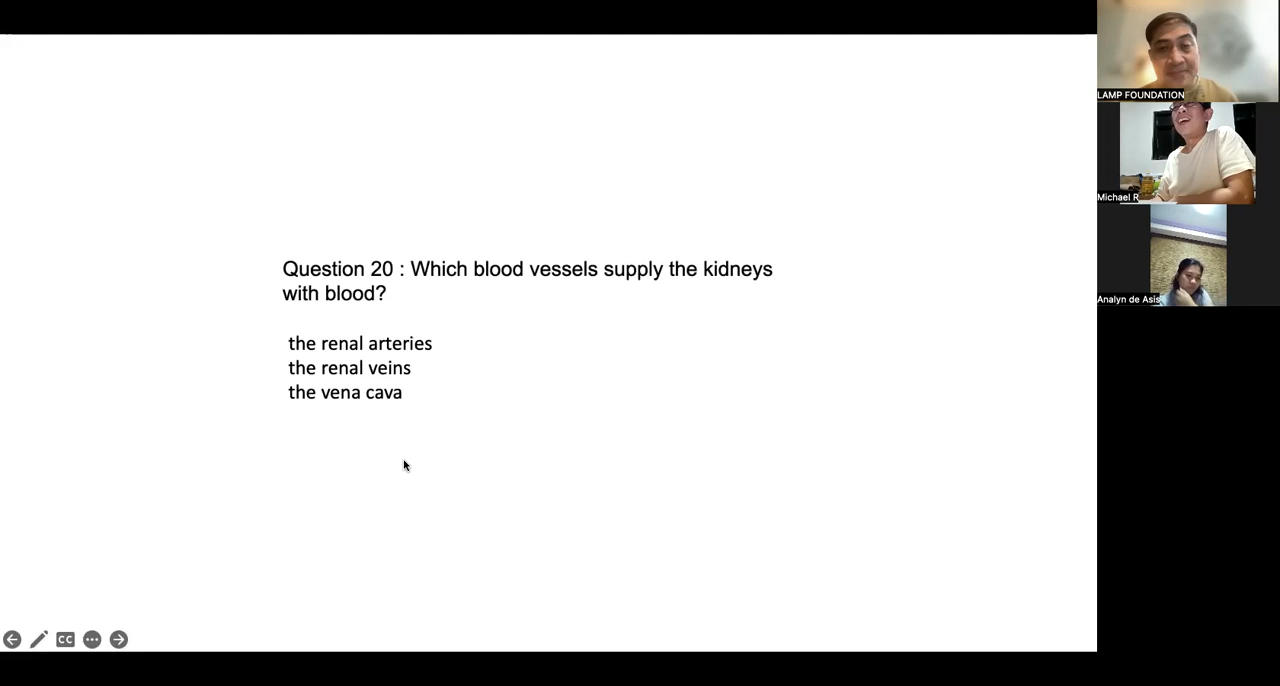 Question 20 : Which blood vessels supply the kidneys
with blood?
the renal arteries
the renal veins
the vena cava
LAMP FOUNDATION
Michael R
Analyn de Asis
CC